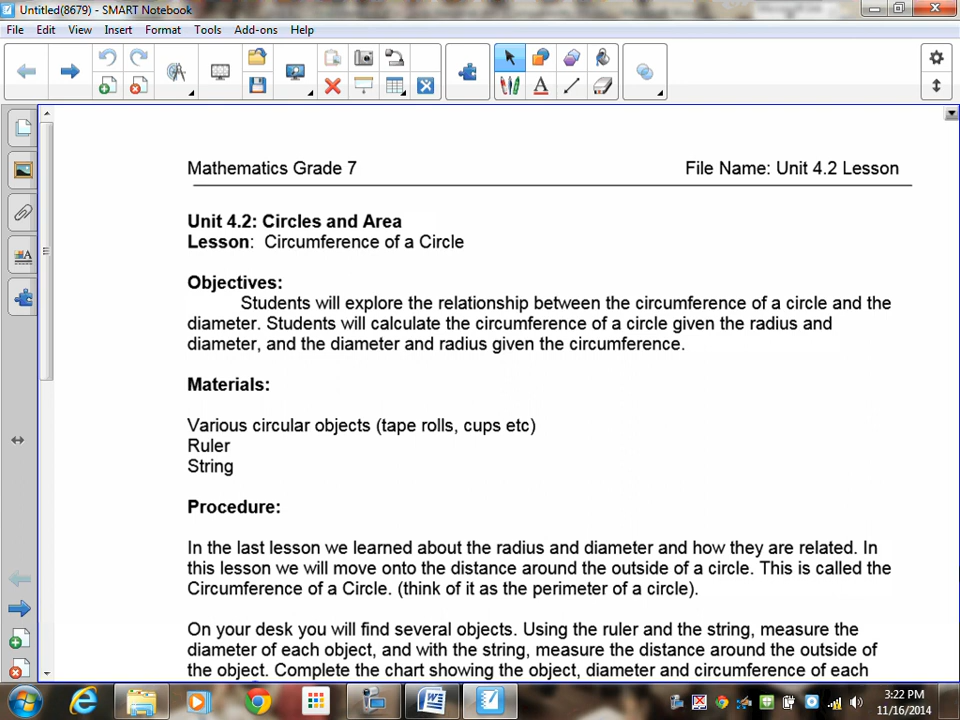 Untitled(8679) - SMART Notebook
File Edit View Insert Format Tools Add-ons Help
Mathematics Grade 7 File Name: Unit 4.2 Lesson
Unit 4.2: Circles and Area
Lesson: Circumference of a Circle
Objectives:
Students will explore the relationship between the circumference of a circle and the
diameter. Students will calculate the circumference of a circle given the radius and
diameter, and the diameter and radius given the circumference.
Materials:
Various circular objects (tape rolls, cups etc)
Ruler
String
Procedure:
In the last lesson we learned about the radius and diameter and how they are related. In
this lesson we will move onto the distance around the outside of a circle. This is called the
Circumference of a Circle. (think of it as the perimeter of a circle).
On your desk you will find several objects. Using the ruler and the string, measure the
diameter of each object, and with the string, measure the distance around the outside of
the object. Complete the chart showing the object, diameter and circumference of each
3:22 PM
11/16/2014